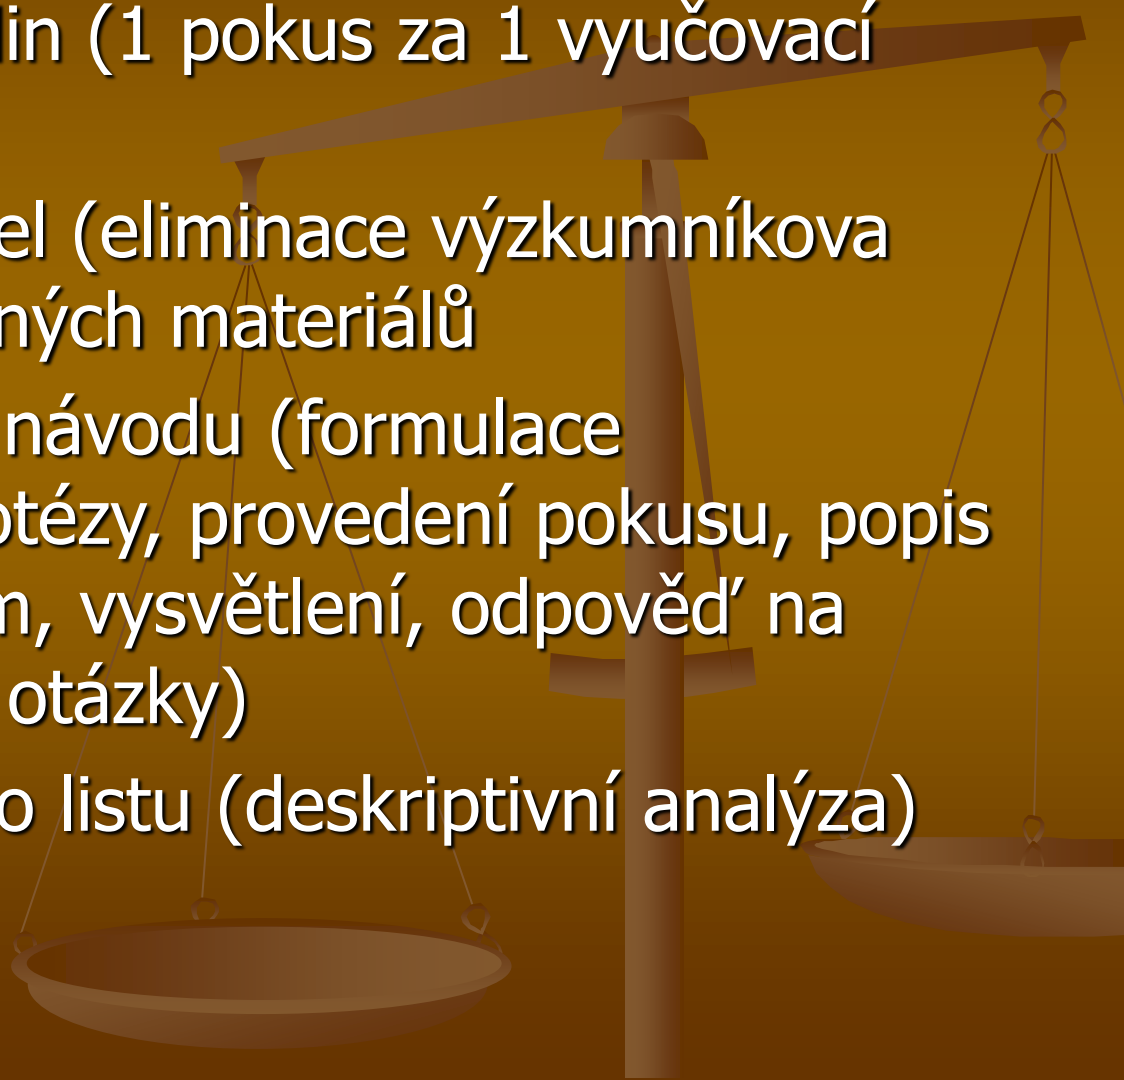 lin (1 pokus za 1 vyučovací
el (eliminace výzkumníkova
ných materiálů
návodu (formulace
otézy, provedení pokusu, popis
m, vysvětlení, odpověď na
otázky)
o listu (deskriptivní analýza)